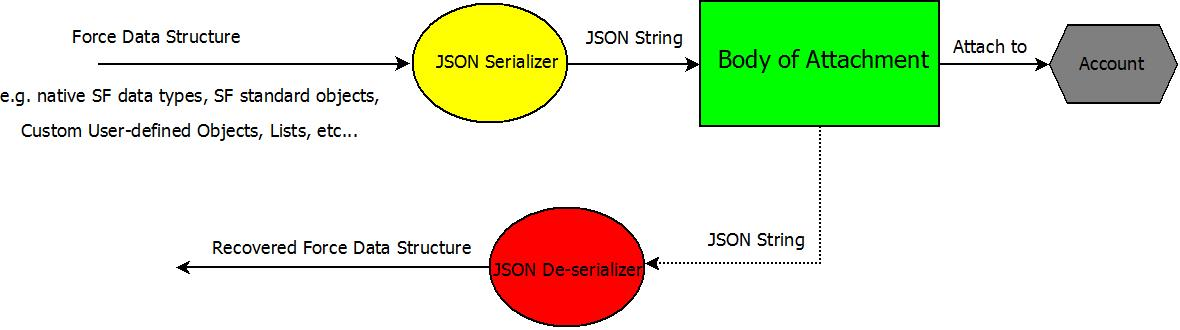 Force Data Structure
JSON Serializer
JSON String
Body of Attachment
Attach to
Account
e.g. native SF data types, SF standard objects,
Custom User-defined Objects, Lists, etc...
Recovered Force Data Structure
JSON De-serializer
JSON String